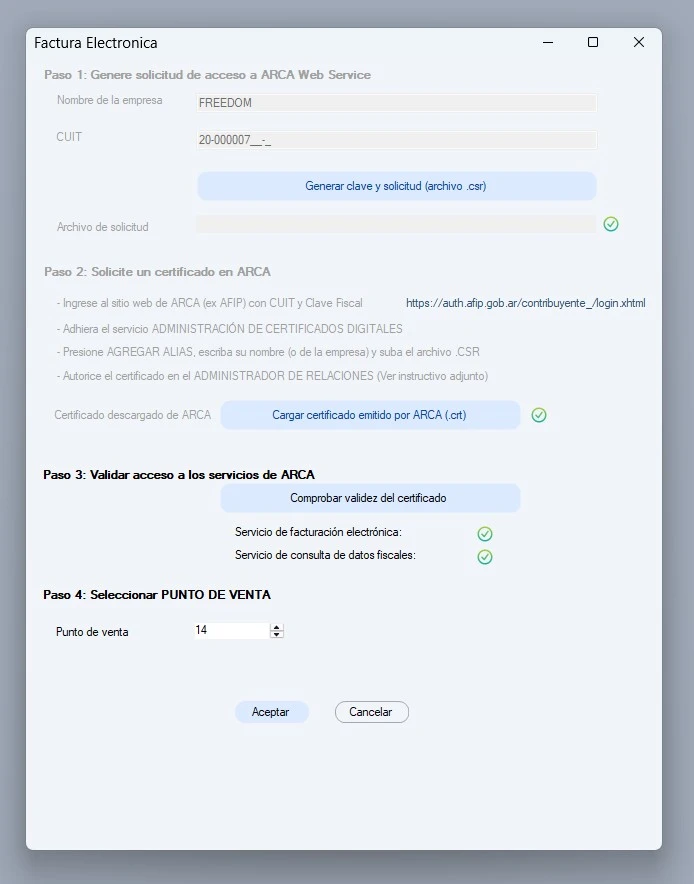 Factura Electronica
Paso 1: Genere solicitud de acceso a ARCA Web Service
Nombre de la empresa FREEDOM
CUIT 20-000007__-_
Generar clave y solicitud (archivo .csr)
Archivo de solicitud
Paso 2: Solicite un certificado en ARCA
- Ingrese al sitio web de ARCA (ex AFIP) con CUIT y Clave Fiscal https://auth.afip.gob.ar/contribuyente_/login.xhtml
- Adhiera el servicio ADMINISTRACIÓN DE CERTIFICADOS DIGITALES
- Presione AGREGAR ALIAS, escriba su nombre (o de la empresa) y suba el archivo .CSR
- Autorice el certificado en el ADMINISTRADOR DE RELACIONES (Ver instructivo adjunto)
Certificado descargado de ARCA Cargar certificado emitido por ARCA (.crt)
Paso 3: Validar acceso a los servicios de ARCA
Comprobar validez del certificado
Servicio de facturación electrónica:
Servicio de consulta de datos fiscales:
Paso 4: Seleccionar PUNTO DE VENTA
Punto de venta 14
Aceptar Cancelar